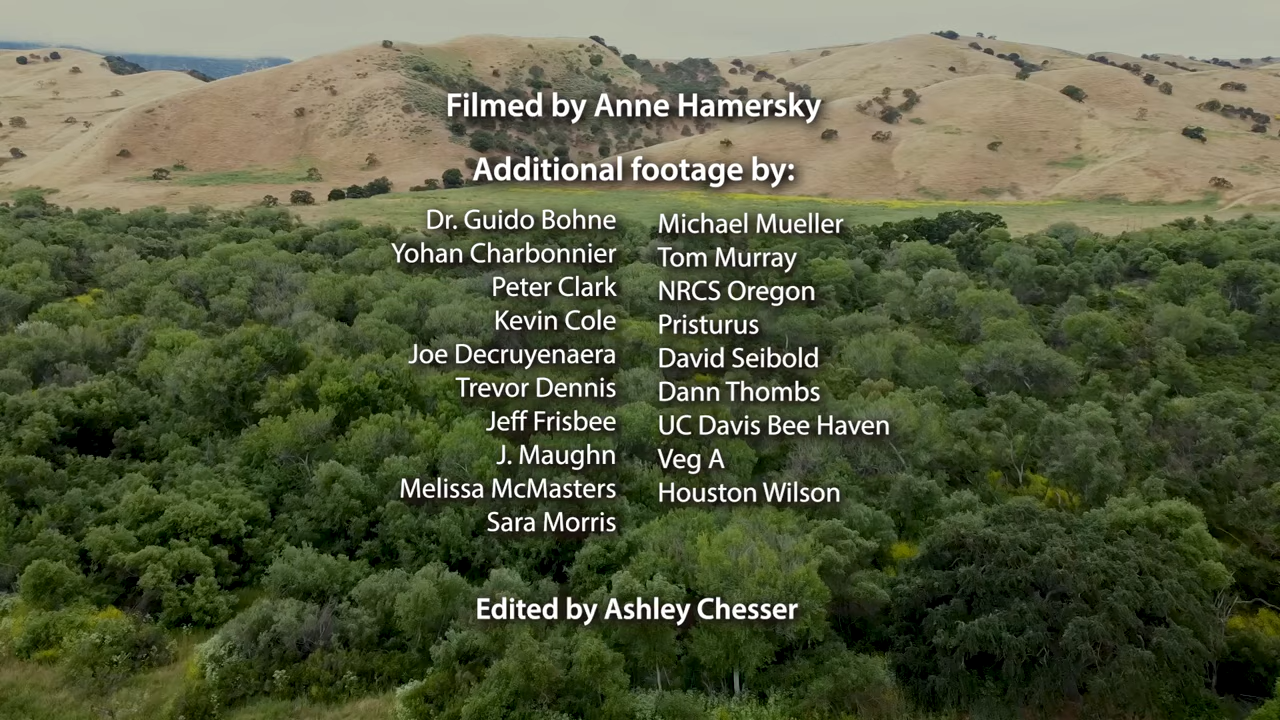 Filmed by Anne Hamersky
Additional footage by:
Dr. Guido Bohne
Yohan Charbonnier
Peter Clark
Kevin Cole
Joe Decruyenaera
Trevor Dennis
Jeff Frisbee
J. Maughn
Melissa McMasters
Sara Morris
Michael Mueller
Tom Murray
NRCS Oregon
Pristurus
David Seibold
Dann Thombs
UC Davis Bee Haven
Veg A
Houston Wilson
Edited by Ashley Chesser